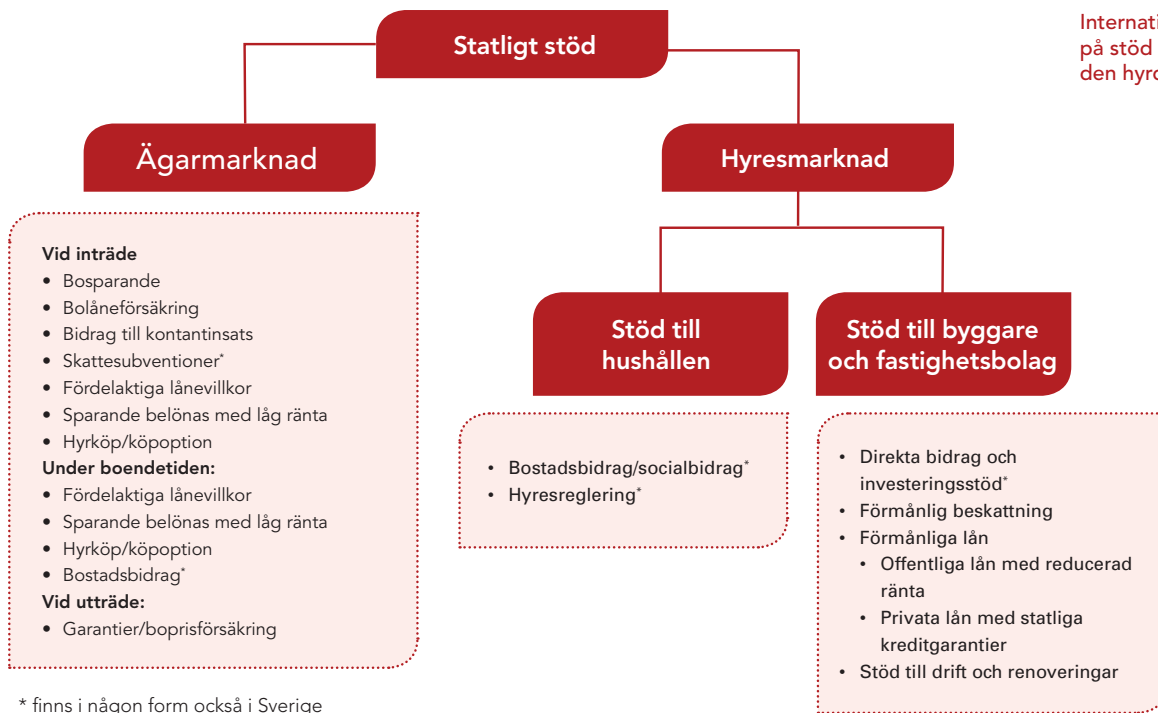 Statligt stöd
Ägarmarknad
Vid inträde
• Bosparande
• Bolåneförsäkring
• Bidrag till kontantinsats
• Skattesubventioner*
• Fördelaktiga lånevillkor
• Sparande belönas med låg ränta
• Hyrköp/köpoption
Under boendetiden:
• Fördelaktiga lånevillkor
• Sparande belönas med låg ränta
• Hyrköp/köpoption
• Bostadsbidrag*
Vid utträde:
• Garantier/boprisförsäkring
Hyresmarknad
Stöd till
hushållen
• Bostadsbidrag/socialbidrag*
• Hyresreglering*
Stöd till byggare
och fastighetsbolag
• Direkta bidrag och
investeringsstöd*
• Förmånlig beskattning
• Förmånliga lån
• Offentliga lån med reducerad
ränta
• Privata lån med statliga
kreditgarantier
• Stöd till drift och renoveringar
* finns i någon form också i Sverige
på stöd